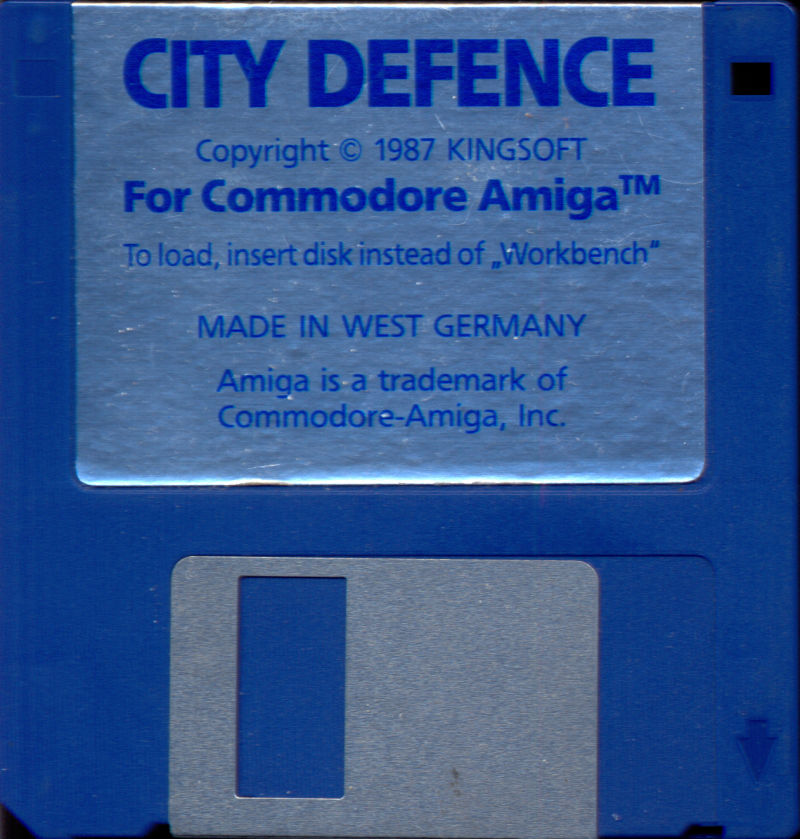 CITY DEFENCE
Copyright © 1987 KINGSOFT
For Commodore Amiga™
To load, insert disk instead of „Workbench“
MADE IN WEST GERMANY
Amiga is a trademark of
Commodore-Amiga, Inc.